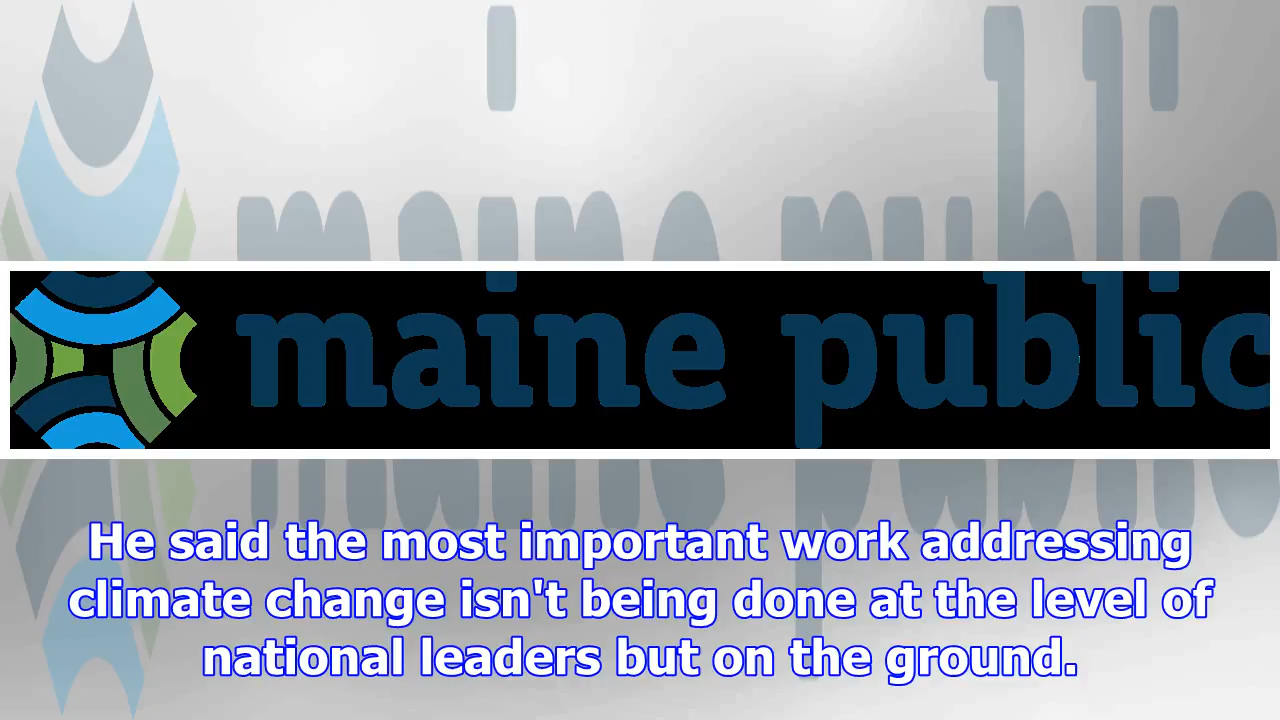 maine public
He said the most important work addressing
climate change isn't being done at the level of
national leaders but on the ground.